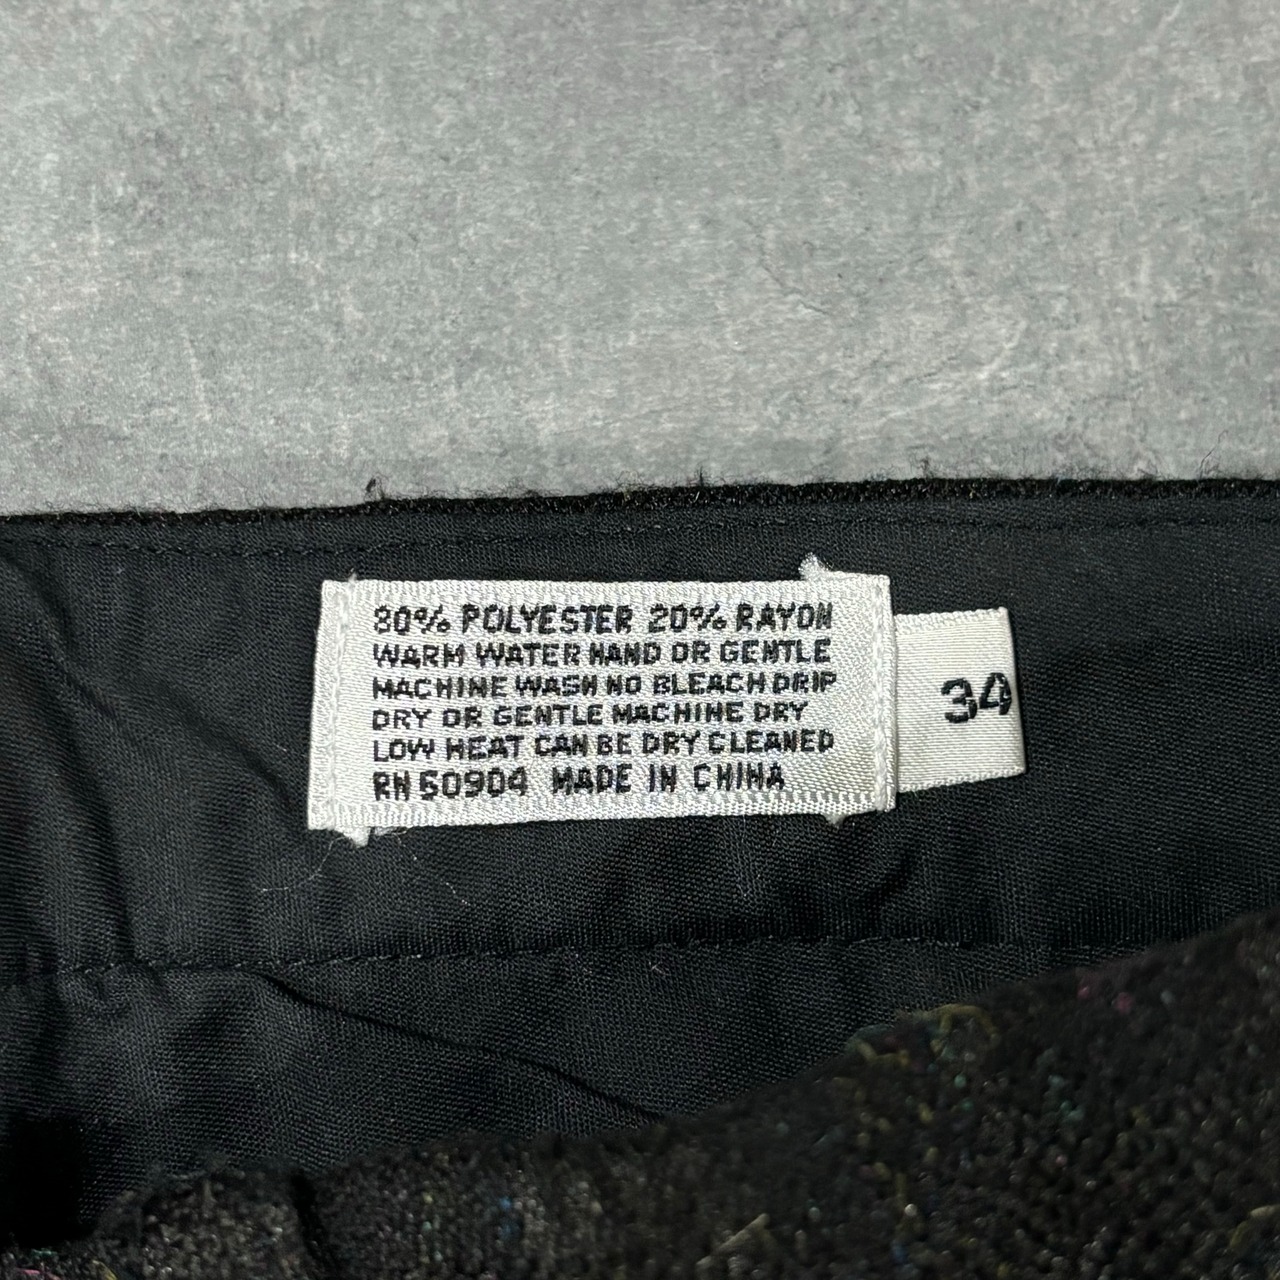 80% POLYESTER 20% RAYON
WARM WATER HAND OR GENTLE
MACHINE WASH NO BLEACH DRIP
DRY OR GENTLE MACHINE DRY
LOW HEAT CAN BE DRY CLEANED
RN 50904 MADE IN CHINA
34